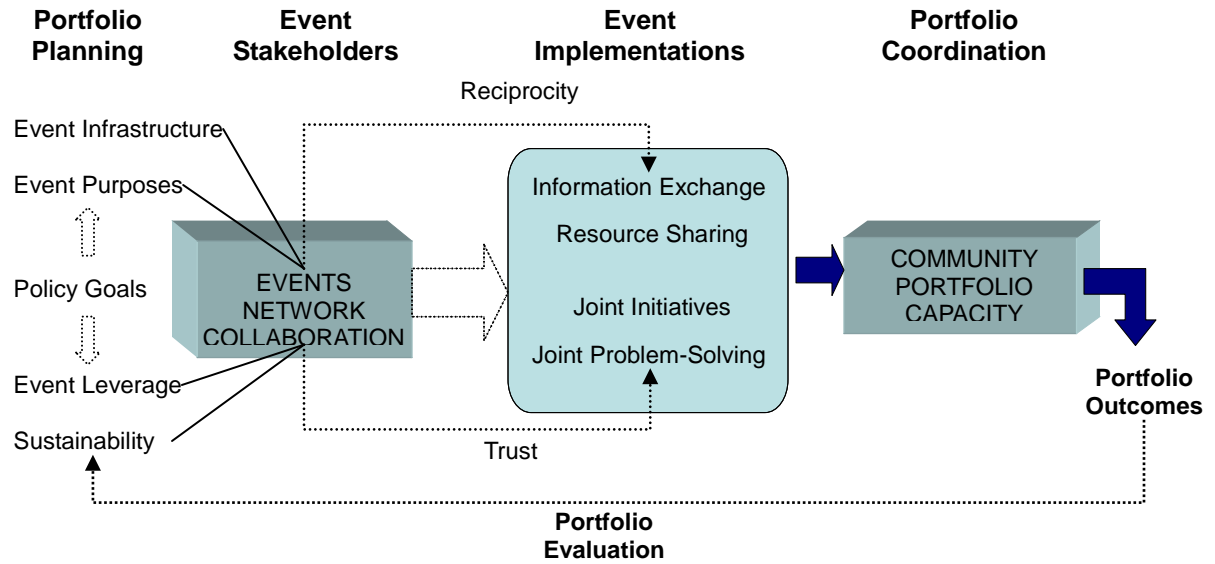 Portfolio
Planning
Event
Stakeholders
Event
Implementations
Portfolio
Coordination
Reciprocity
Event Infrastructure
Event Purposes
Policy Goals
Event Leverage
Sustainability
EVENTS
NETWORK
COLLABORATION
Information Exchange
Resource Sharing
Joint Initiatives
Joint Problem-Solving
Trust
COMMUNITY
PORTFOLIO
CAPACITY
Portfolio
Outcomes
Portfolio
Evaluation